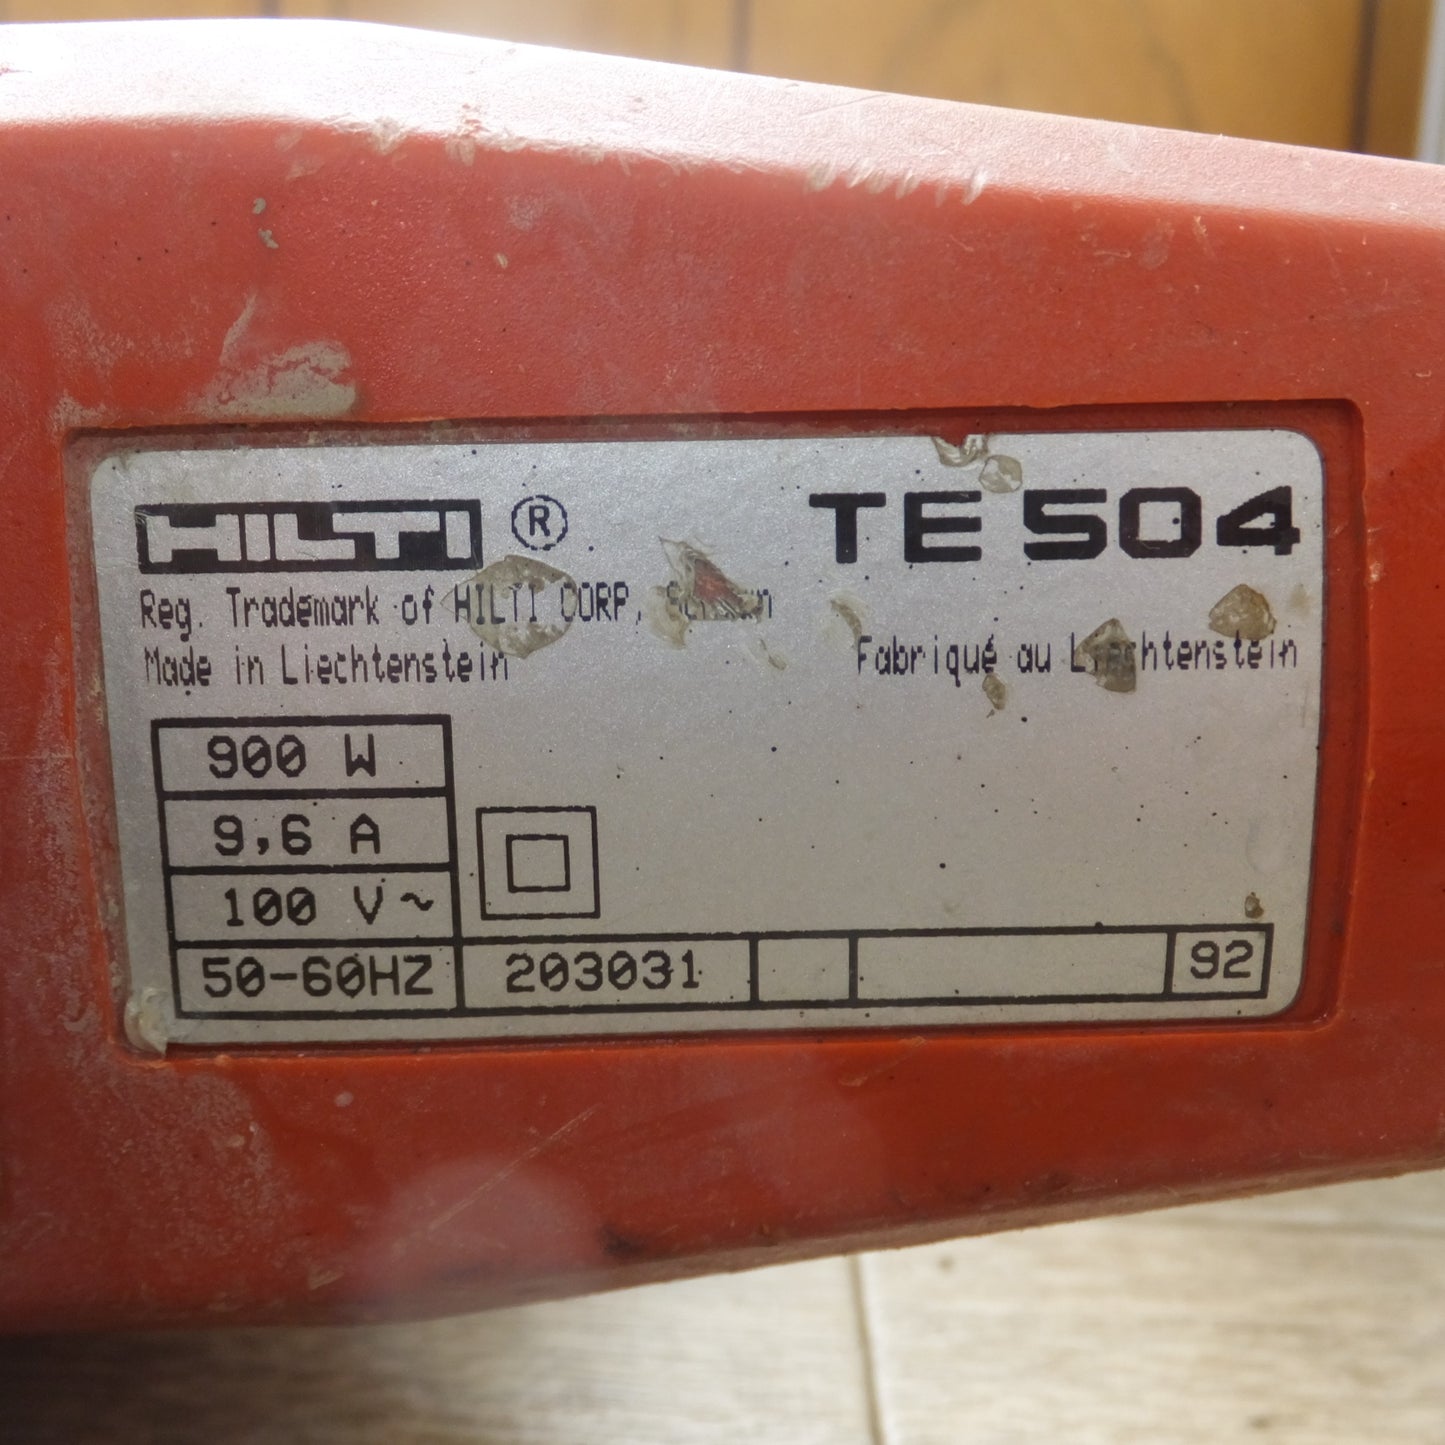 HILTI ® TE 504
Reg. Trademark of HILTI CORP,
Made in Liechtenstein Fabriqué au Liechtenstein
900 W
9,6 A
100 V~
50-60HZ 203031 92